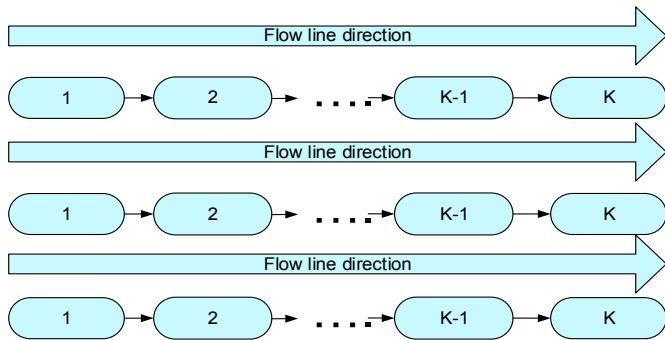 Flow line direction
1 2 .... K-1 K
Flow line direction
1 2 .... K-1 K
Flow line direction
1 2 .... K-1 K